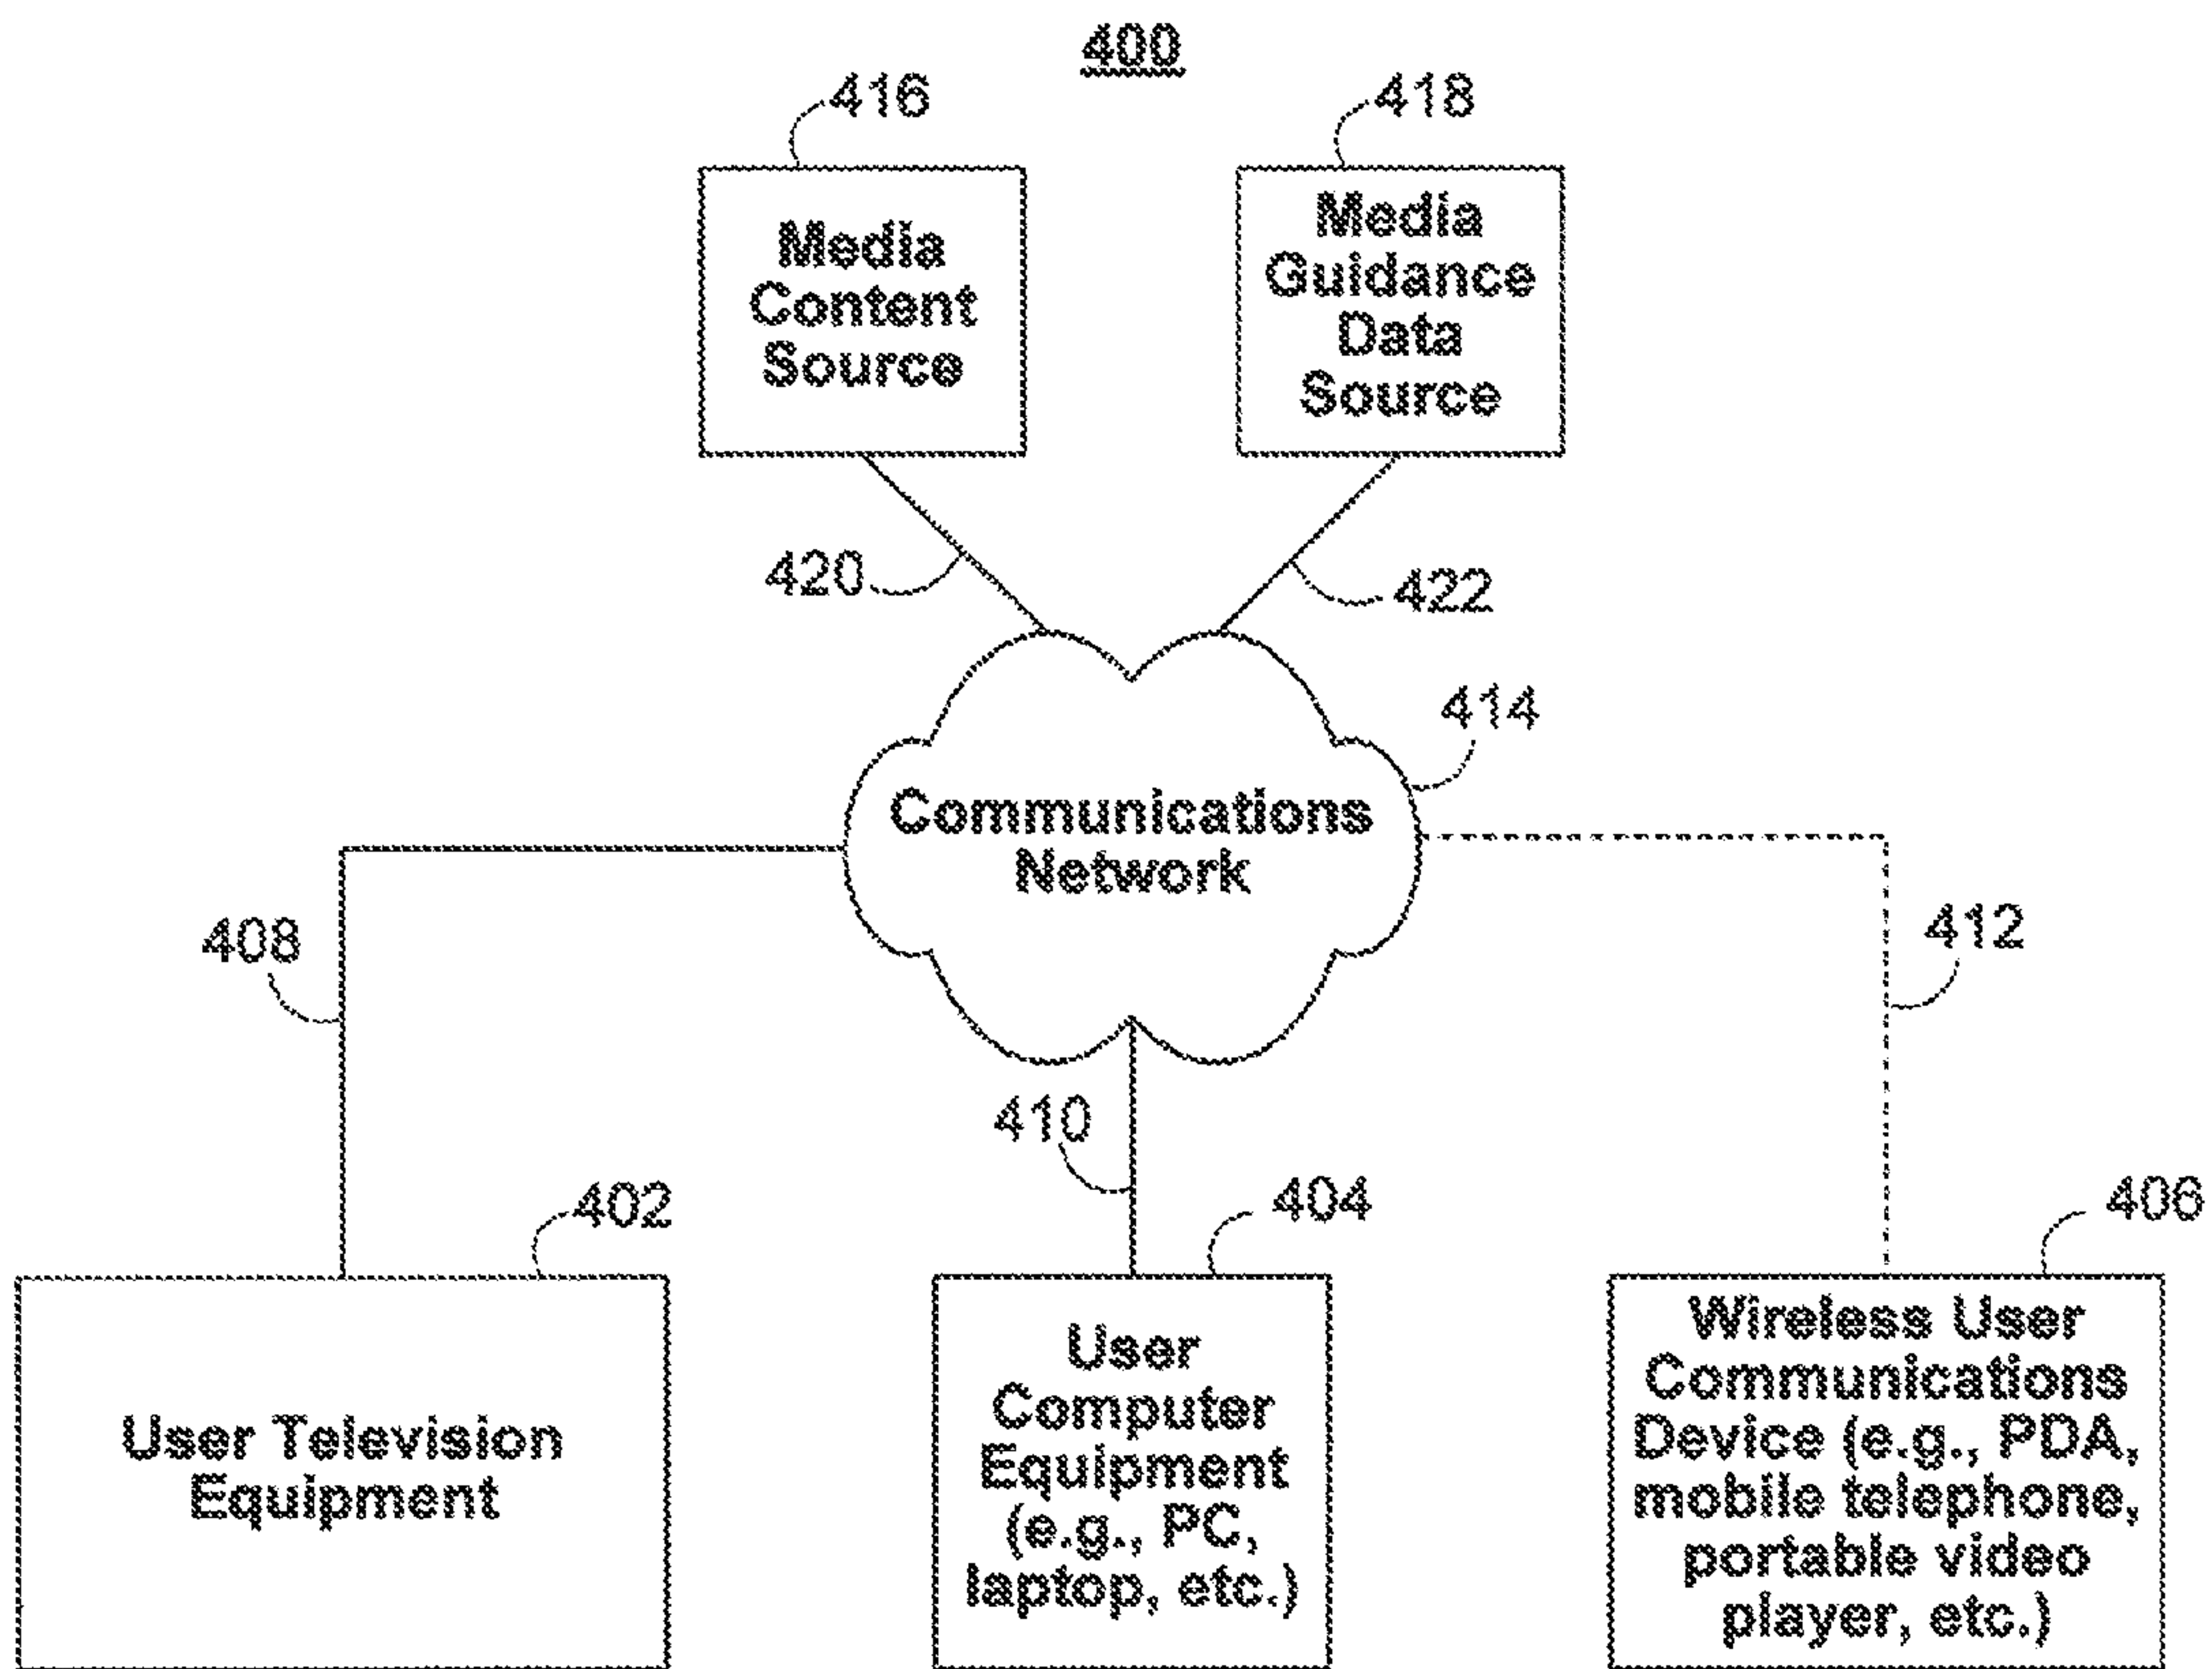 400
416
418
Media
Content
Source
Media
Guidance
Data
Source
420
422
414
Communications
Network
408
412
410
402
404
406
User Television
Equipment
User
Computer
Equipment
(e.g., PC,
laptop, etc.)
Wireless User
Communications
Device (e.g., PDA,
mobile telephone,
portable video
player, etc.)